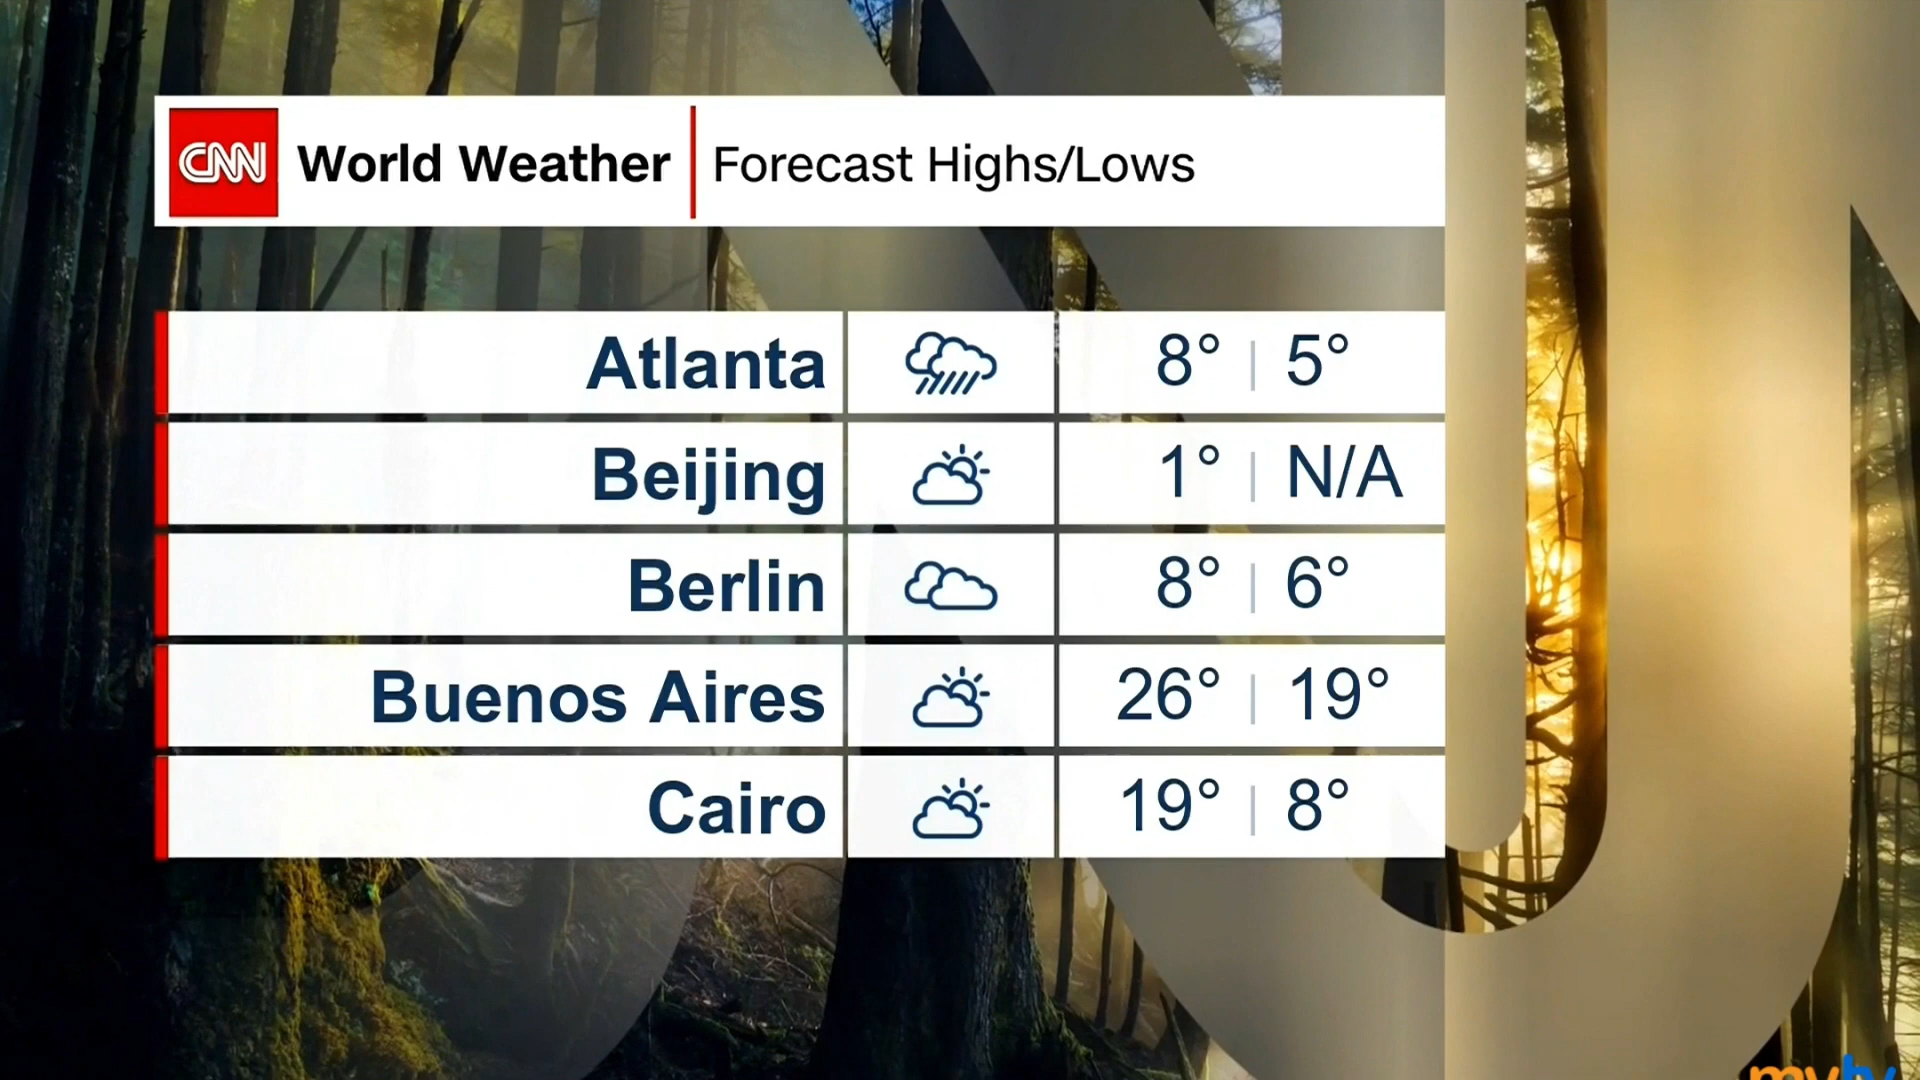 CNN World Weather | Forecast Highs/Lows
Atlanta 8° | 5°
Beijing 1° | N/A
Berlin 8° | 6°
Buenos Aires 26° | 19°
Cairo 19° | 8°
mytv